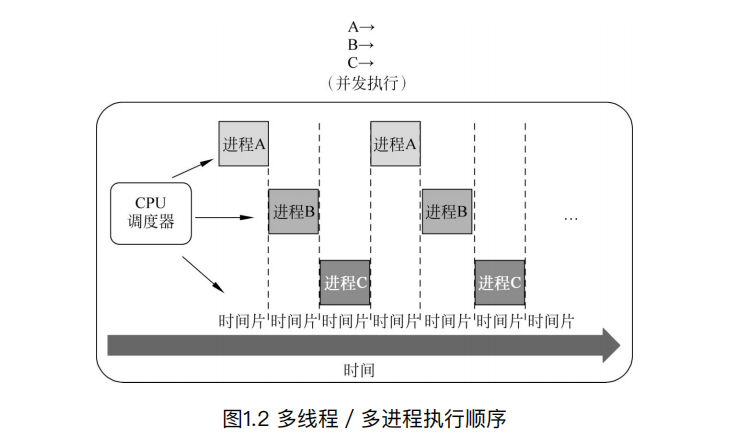 A→
B→
C→
（并发执行）
进程A
进程A
CPU
调度器
进程B
进程B
...
进程C
进程C
时间片 时间片 时间片 时间片 时间片 时间片 时间片
时间
图1.2 多线程 / 多进程执行顺序